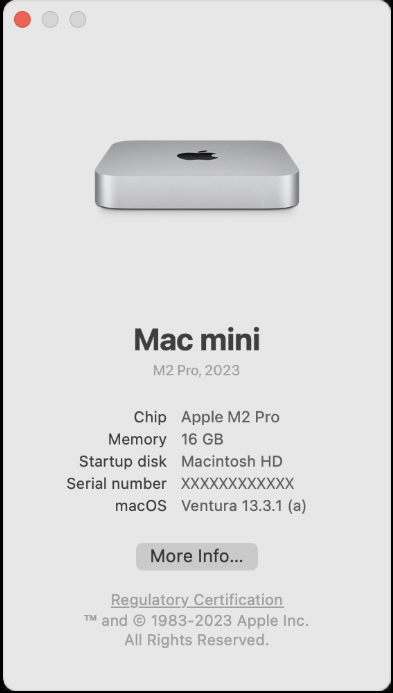 Mac mini
M2 Pro, 2023
Chip Apple M2 Pro
Memory 16 GB
Startup disk Macintosh HD
Serial number XXXXXXXXXXXX
macOS Ventura 13.3.1 (a)
More Info...
Regulatory Certification
™ and © 1983-2023 Apple Inc.
All Rights Reserved.